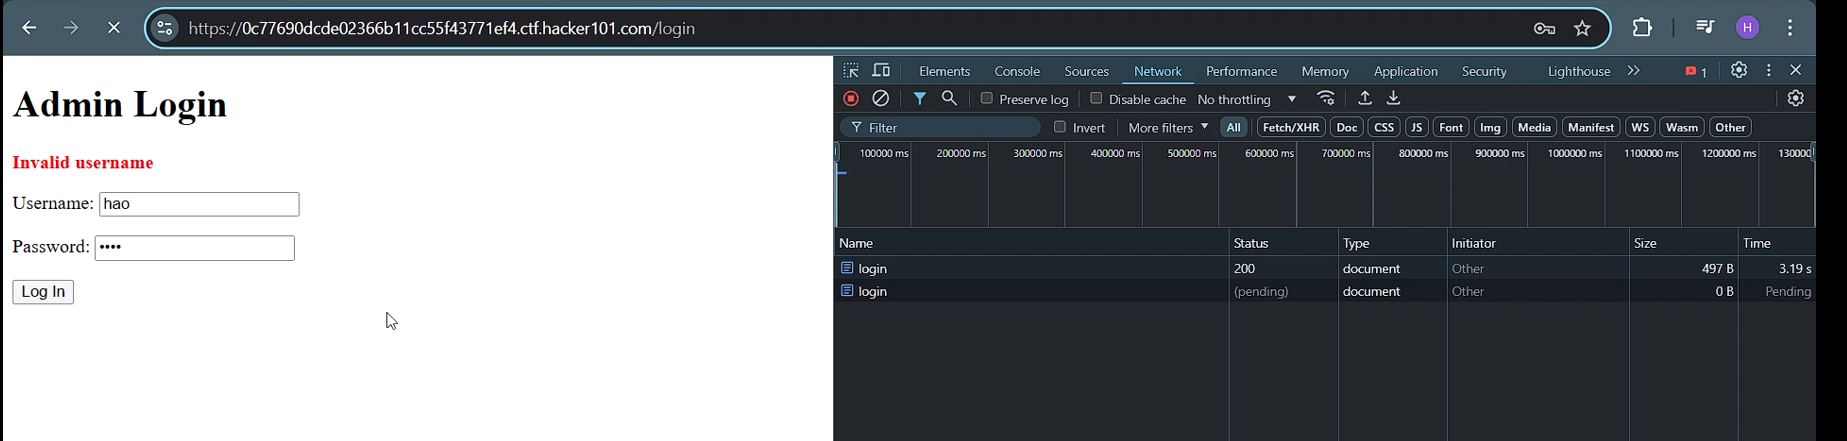 https://0c77690dcde02366b11cc55f43771ef4.ctf.hacker101.com/login
H
Admin Login
Invalid username
Username: hao
Password: ••••
Log In
Elements Console Sources Network Performance Memory Application Security Lighthouse 1
Preserve log Disable cache No throttling
Filter Invert More filters All Fetch/XHR Doc CSS JS Font Img Media Manifest WS Wasm Other
100000 ms 200000 ms 300000 ms 400000 ms 500000 ms 600000 ms 700000 ms 800000 ms 900000 ms 1000000 ms 1100000 ms 1200000 ms 130000
Name Status Type Initiator Size Time
login 200 document Other 497 B 3.19 s
login (pending) document Other 0 B Pending